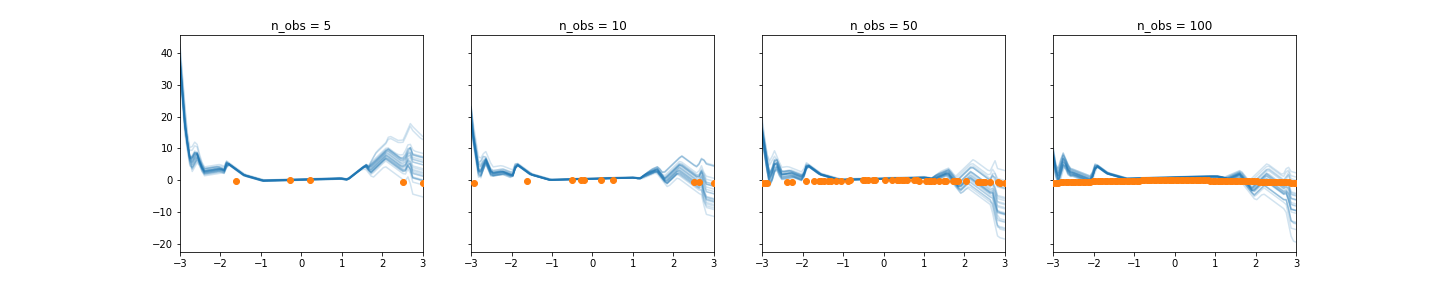 n_obs = 5
n_obs = 10
n_obs = 50
n_obs = 100
40
30
20
10
0
−10
−20
−3 −2 −1 0 1 2 3
−3 −2 −1 0 1 2 3
−3 −2 −1 0 1 2 3
−3 −2 −1 0 1 2 3